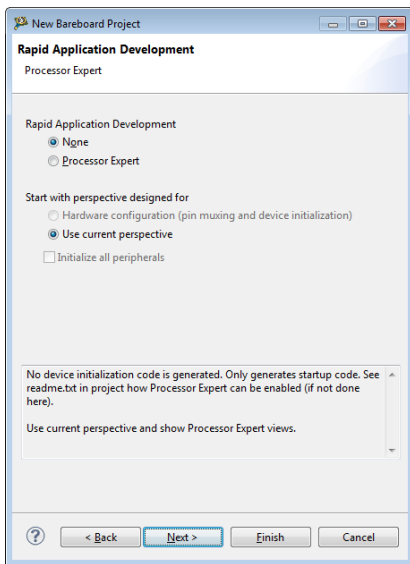 New Bareboard Project
Rapid Application Development
Processor Expert
Rapid Application Development
None
Processor Expert
Start with perspective designed for
Hardware configuration (pin muxing and device initialization)
Use current perspective
Initialize all peripherals
No device initialization code is generated. Only generates startup code. See
readme.txt in project how Processor Expert can be enabled (if not done
here).
Use current perspective and show Processor Expert views.
? < Back Next > Finish Cancel